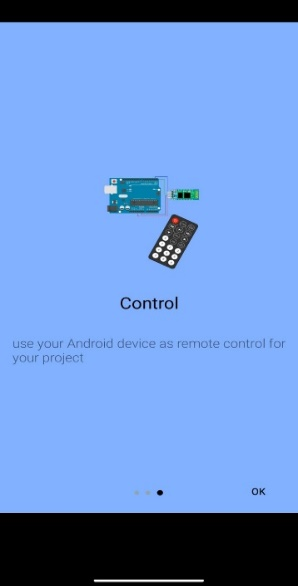 Control
use your Android device as remote control for
your project
OK